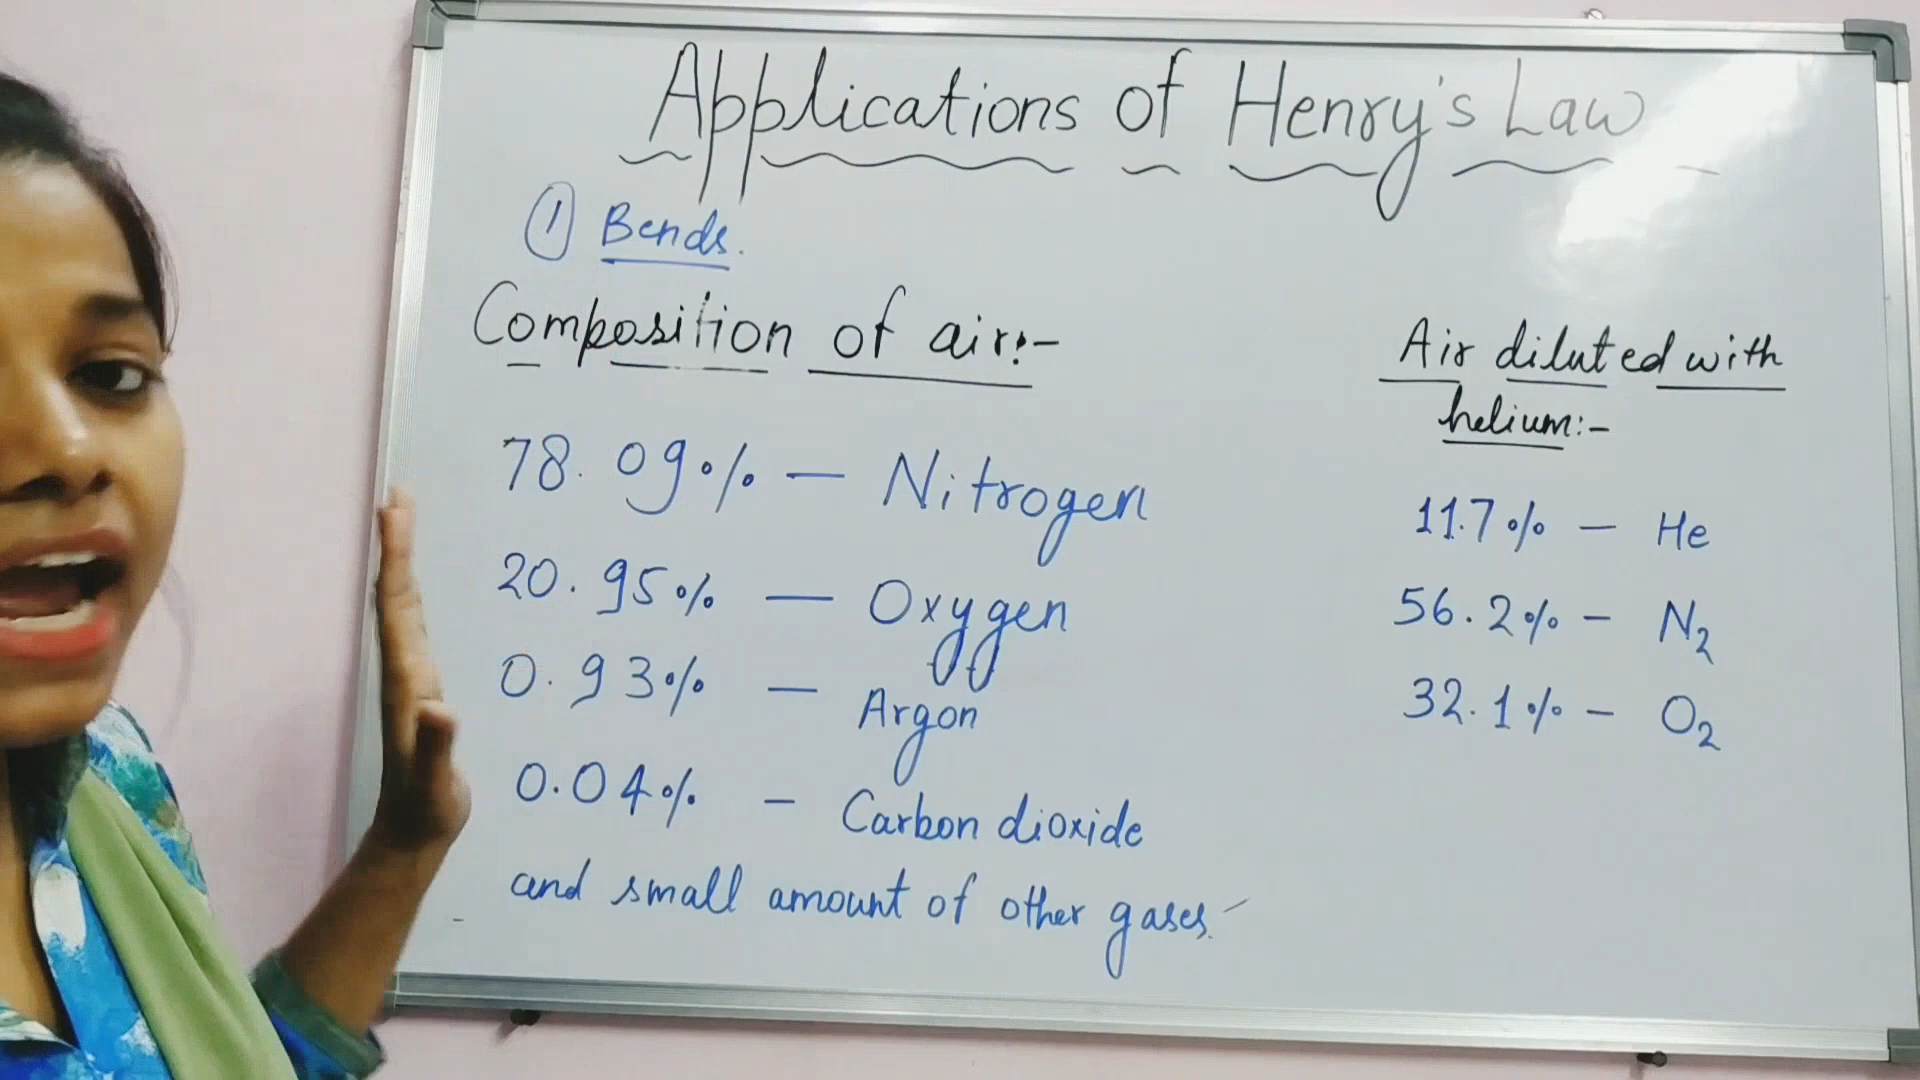 Applications of Henry's Law
① Bends.
Composition of air:-
78.09% — Nitrogen
20.95% — Oxygen
0.93% — Argon
0.04% — Carbon dioxide
and small amount of other gases.
Air diluted with
helium:-
11.7% — He
56.2% — N₂
32.1% — O₂